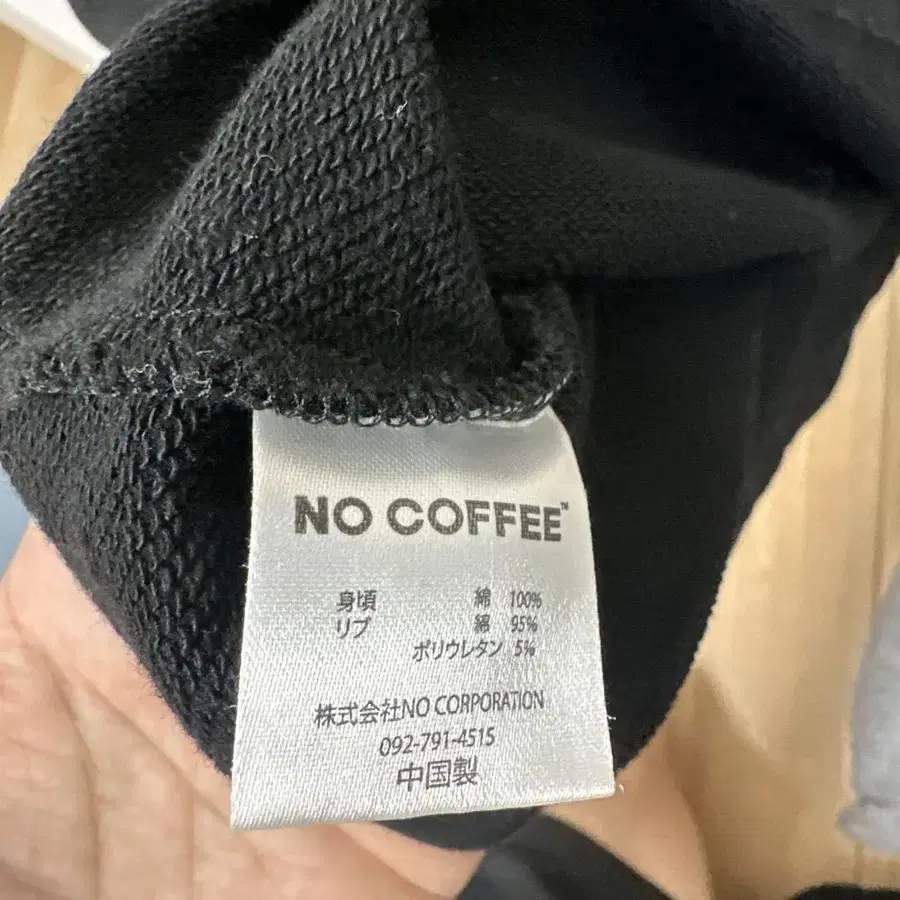 NO COFFEE™
身頃 綿 100%
リブ 綿 95%
ポリウレタン 5%
株式会社NO CORPORATION
092-791-4515
中国製